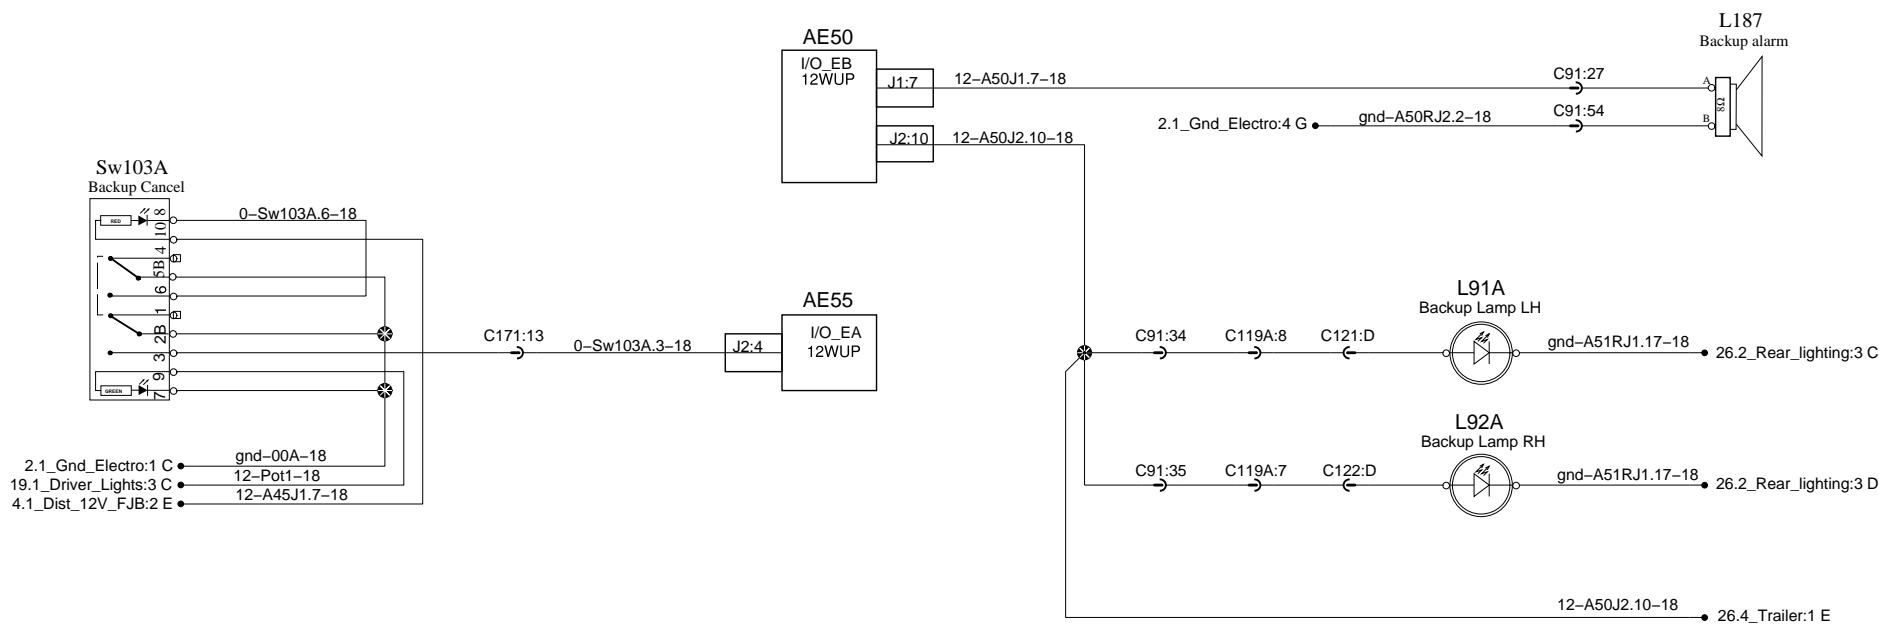 L187
Backup alarm
AE50
I/O_EB
12WUP
J1:7
12–A50J1.7–18
C91:27
A
8Ω
B
2.1_Gnd_Electro:4 G
gnd–A50RJ2.2–18
C91:54
J2:10
12–A50J2.10–18
Sw103A
Backup Cancel
RED
8
0–Sw103A.6–18
10
4
5B
6
1
2B
3
9
GREEN
7
C171:13
0–Sw103A.3–18
AE55
J2:4
I/O_EA
12WUP
L91A
Backup Lamp LH
C91:34
C119A:8
C121:D
gnd–A51RJ1.17–18
26.2_Rear_lighting:3 C
L92A
Backup Lamp RH
C91:35
C119A:7
C122:D
gnd–A51RJ1.17–18
26.2_Rear_lighting:3 D
2.1_Gnd_Electro:1 C
gnd–00A–18
19.1_Driver_Lights:3 C
12–Pot1–18
4.1_Dist_12V_FJB:2 E
12–A45J1.7–18
12–A50J2.10–18
26.4_Trailer:1 E